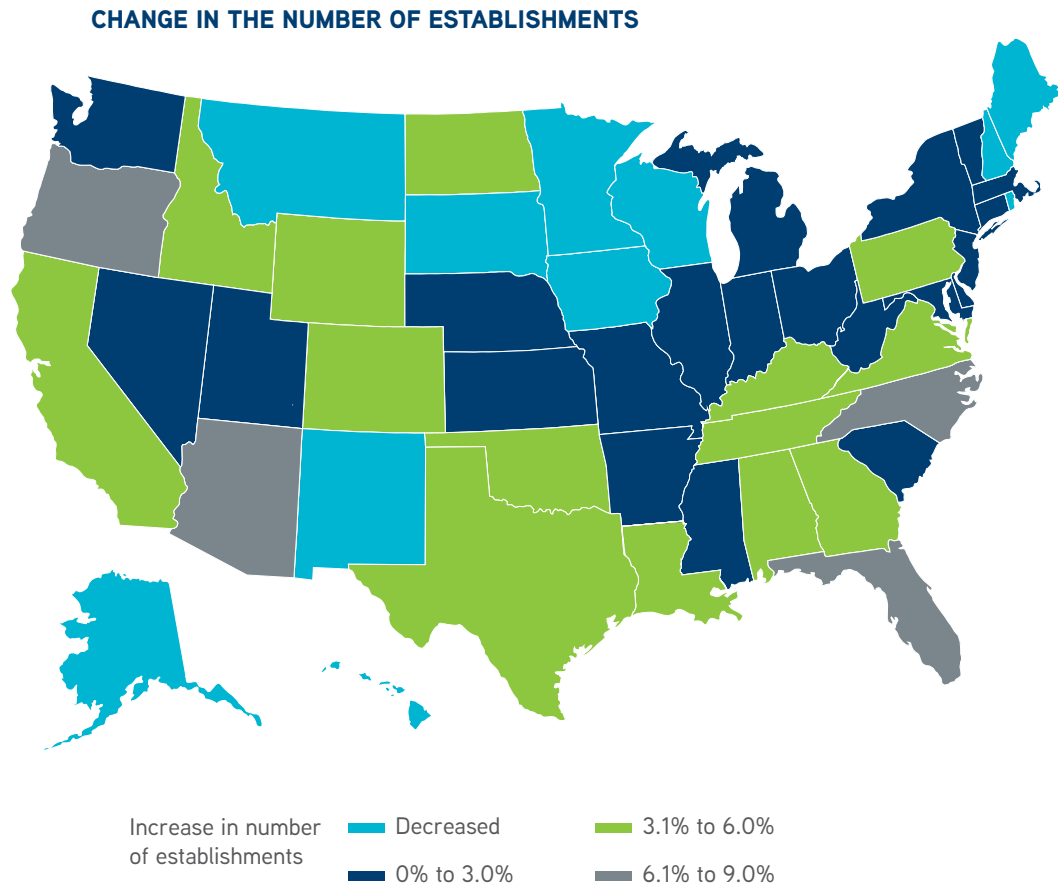 CHANGE IN THE NUMBER OF ESTABLISHMENTS
Increase in number
of establishments
Decreased
0% to 3.0%
3.1% to 6.0%
6.1% to 9.0%